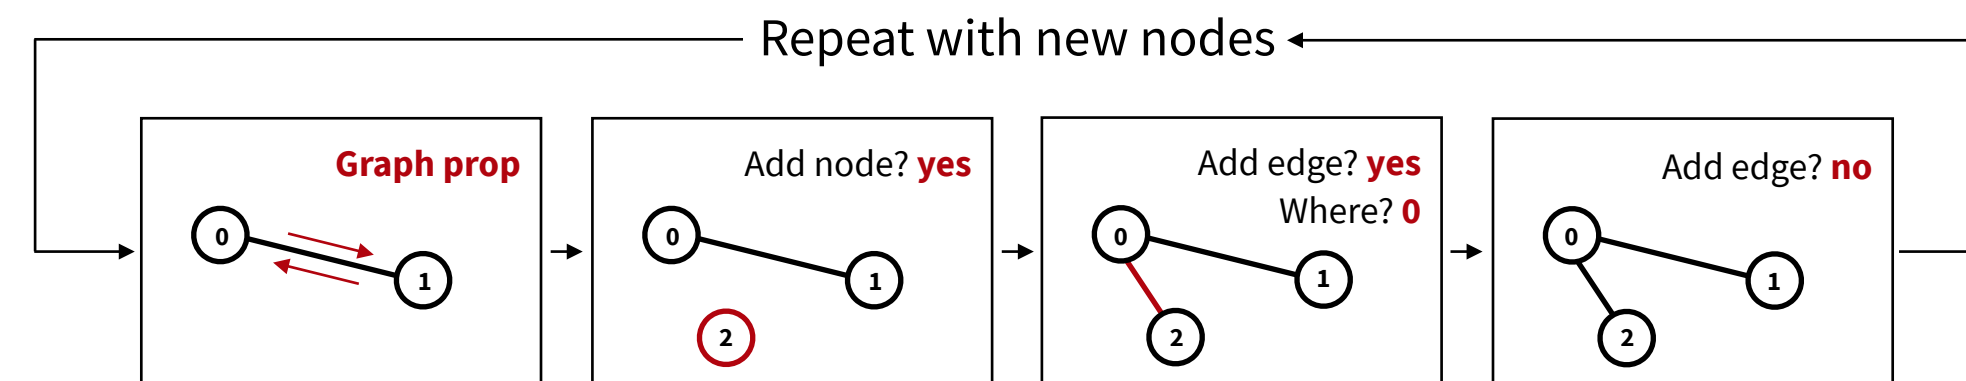 Repeat with new nodes
Graph prop
0
1
Add node? yes
0
1
2
Add edge? yes
Where? 0
0
1
2
Add edge? no
0
1
2